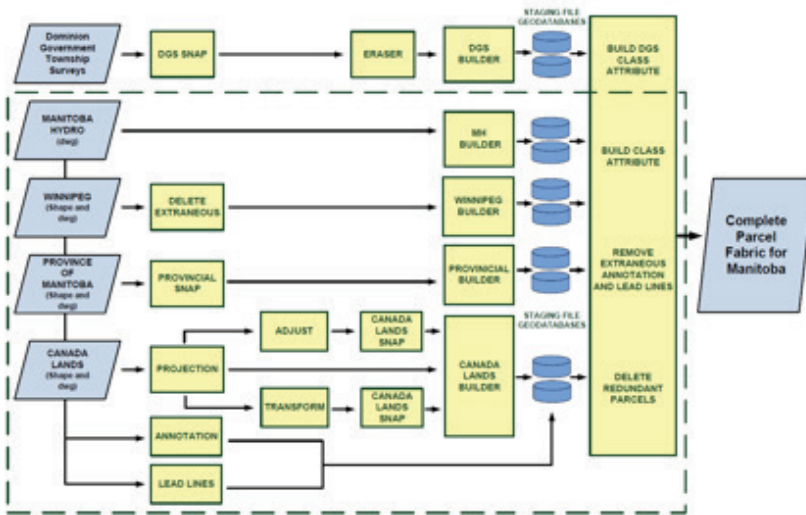 STAGING FILE
GEODATABASES
Dominion
Government
Township
Surveys
DGS SNAP
ERASER
DGS
BUILDER
BUILD DGS
CLASS
ATTRIBUTE
MANITOBA
HYDRO
(dwg)
MH
BUILDER
BUILD CLASS
ATTRIBUTE
WINNIPEG
(Shape and
dwg)
DELETE
EXTRANEOUS
WINNIPEG
BUILDER
Complete
Parcel
Fabric for
Manitoba
PROVINCE
OF
MANITOBA
(Shape and
dwg)
PROVINCIAL
SNAP
PROVINICIAL
BUILDER
REMOVE
EXTRANEOUS
ANNOTATION
AND LEAD LINES
STAGING FILE
GEODATABASES
ADJUST
CANADA
LANDS
SNAP
CANADA
LANDS
(Shape and
dwg)
PROJECTION
CANADA
LANDS
BUILDER
DELETE
REDUNDANT
PARCELS
TRANSFORM
CANADA
LANDS
SNAP
ANNOTATION
LEAD LINES